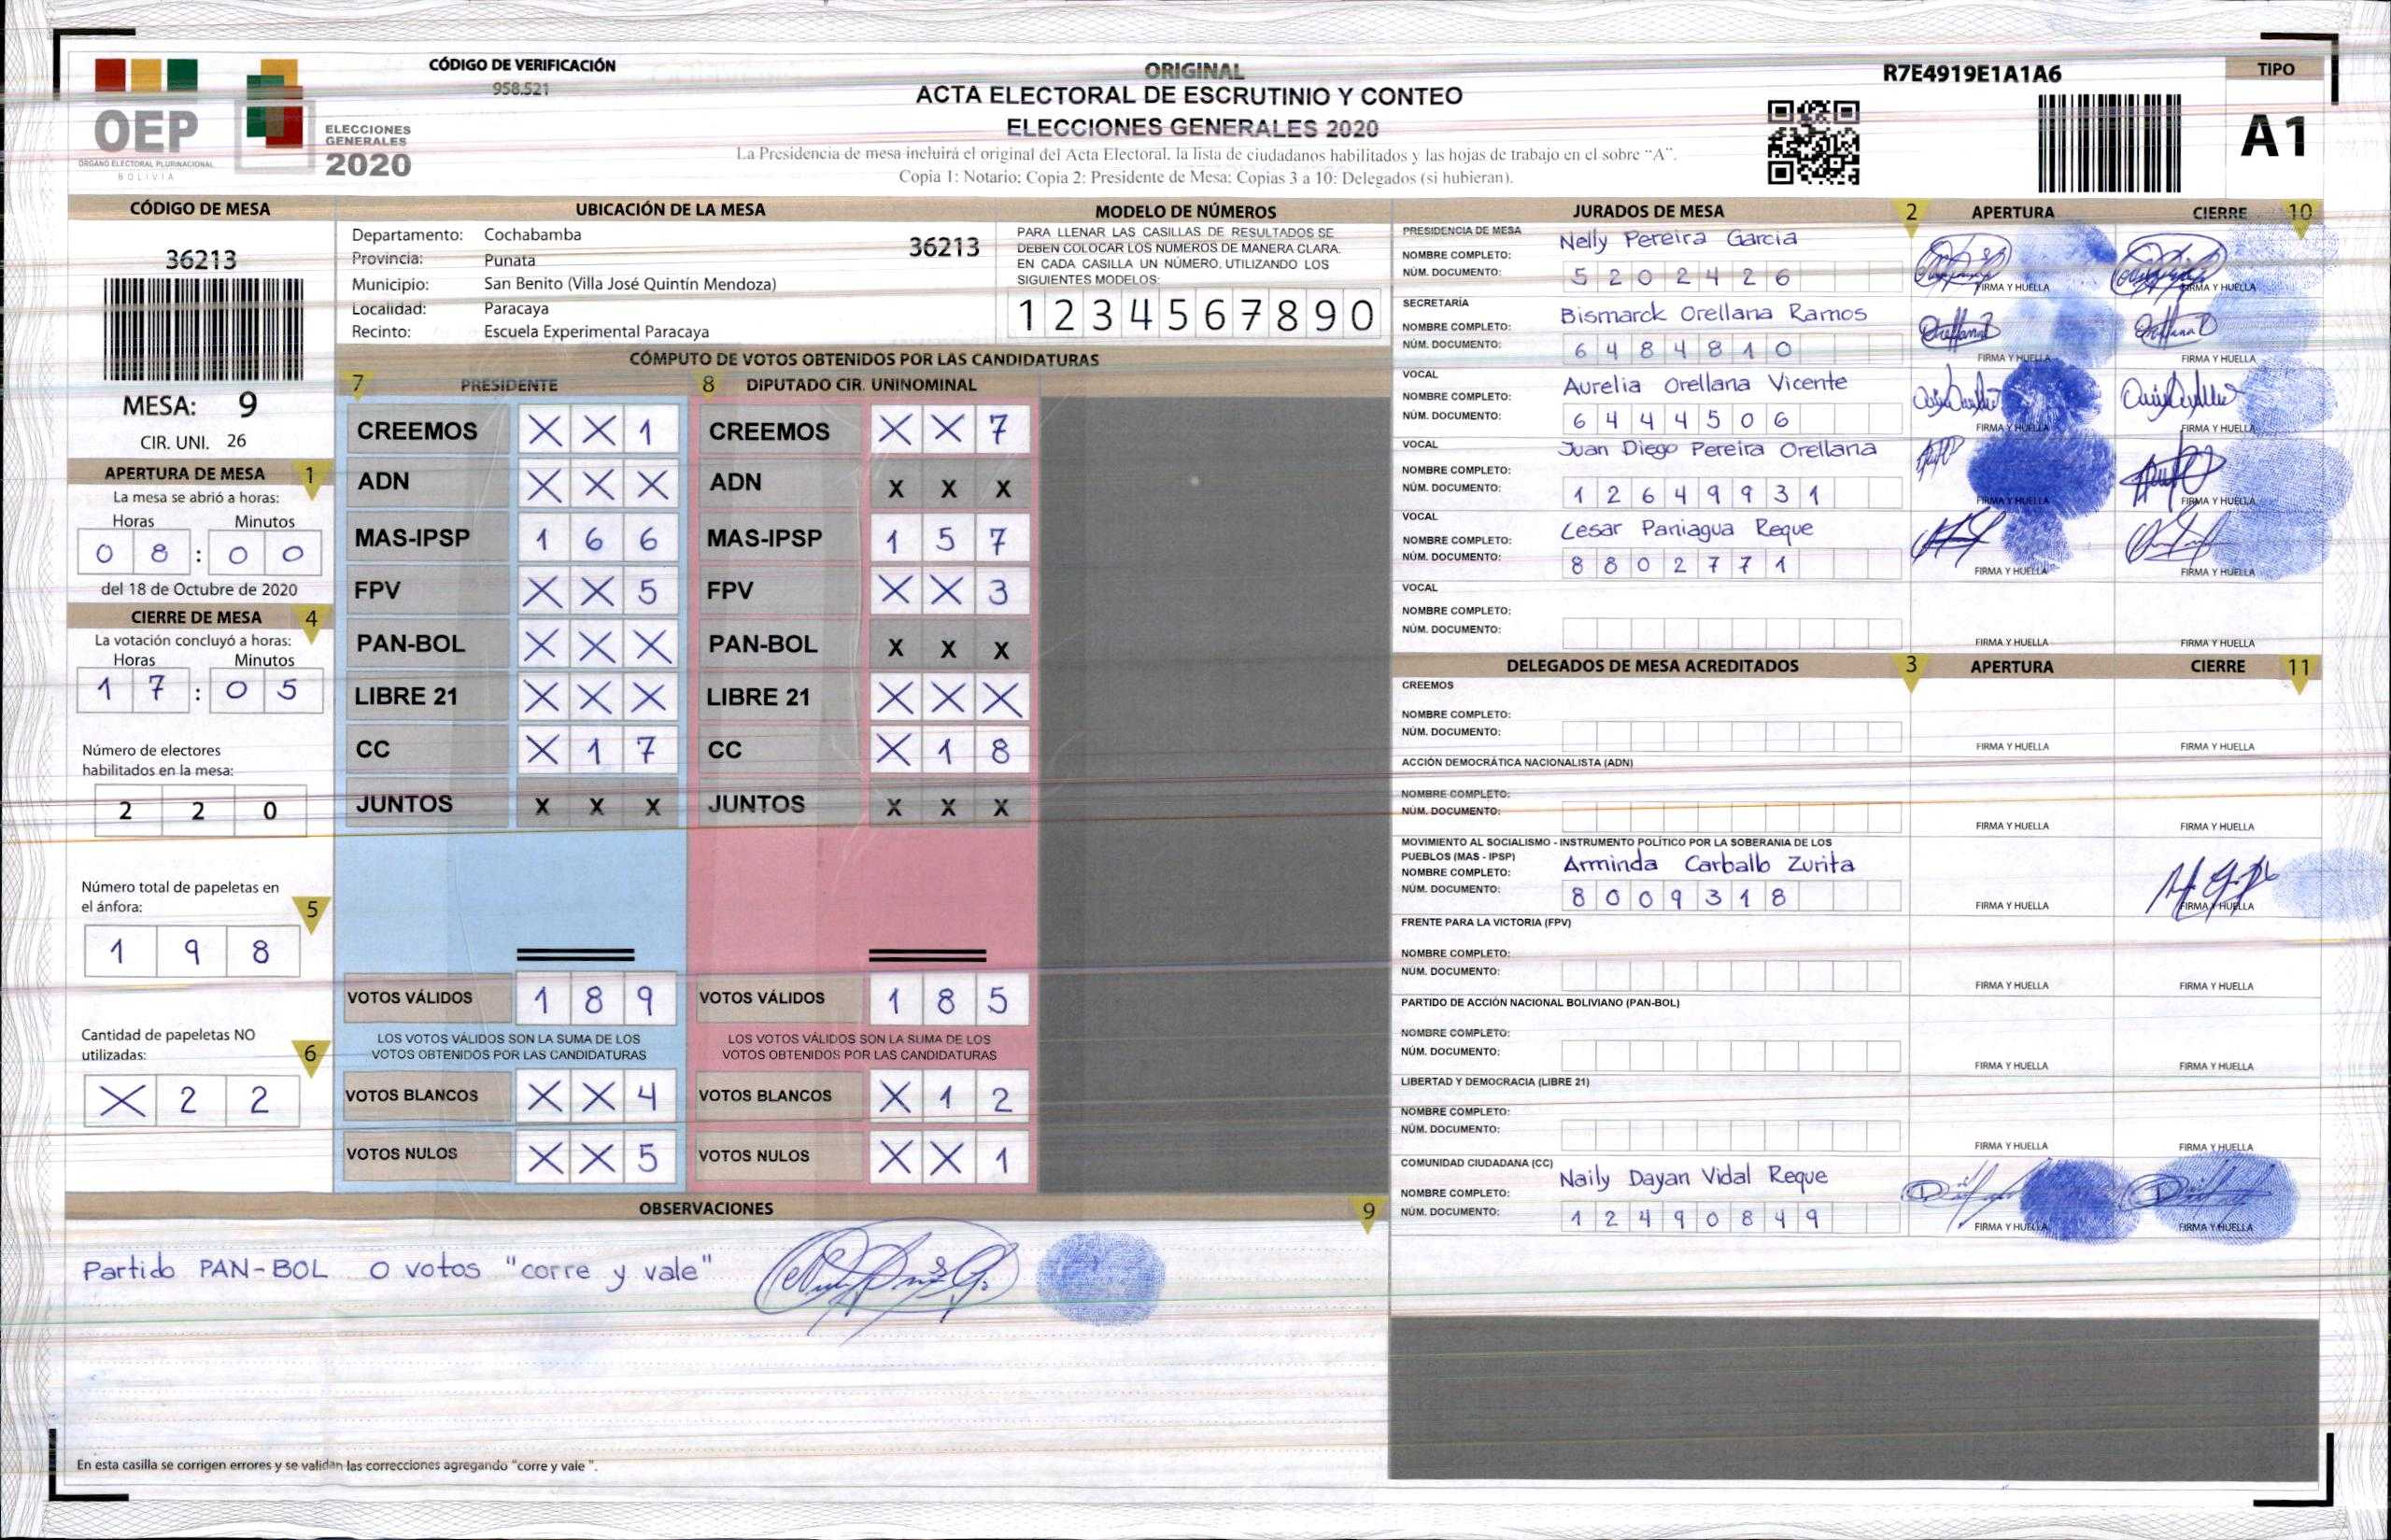 OEP
ÓRGANO ELECTORAL PLURINACIONAL
BOLIVIA
ELECCIONES
GENERALES
2020
CÓDIGO DE VERIFICACIÓN
958.521
ORIGINAL
ACTA ELECTORAL DE ESCRUTINIO Y CONTEO
ELECCIONES GENERALES 2020
La Presidencia de mesa incluirá el original del Acta Electoral, la lista de ciudadanos habilitados y las hojas de trabajo en el sobre “A”.
Copia 1: Notario; Copia 2: Presidente de Mesa; Copias 3 a 10: Delegados (si hubieran).
R7E4919E1A1A6
TIPO
A1
CÓDIGO DE MESA
36213
MESA: 9
CIR. UNI. 26
APERTURA DE MESA 1
La mesa se abrió a horas:
Horas Minutos
0 8 : 0 0
del 18 de Octubre de 2020
CIERRE DE MESA 4
La votación concluyó a horas:
Horas Minutos
1 7 : 0 5
Número de electores
habilitados en la mesa:
2 2 0
Número total de papeletas en
el ánfora:
5
1 9 8
Cantidad de papeletas NO
utilizadas:
6
X 2 2
UBICACIÓN DE LA MESA
Departamento: Cochabamba
36213
Provincia: Punata
Municipio: San Benito (Villa José Quintín Mendoza)
Localidad: Paracaya
Recinto: Escuela Experimental Paracaya
MODELO DE NÚMEROS
PARA LLENAR LAS CASILLAS DE RESULTADOS SE
DEBEN COLOCAR LOS NÚMEROS DE MANERA CLARA.
EN CADA CASILLA UN NÚMERO, UTILIZANDO LOS
SIGUIENTES MODELOS:
1 2 3 4 5 6 7 8 9 0
CÓMPUTO DE VOTOS OBTENIDOS POR LAS CANDIDATURAS
7 PRESIDENTE 8 DIPUTADO CIR. UNINOMINAL
CREEMOS X X 1 CREEMOS X X 7
ADN X X X ADN X X X
MAS-IPSP 1 6 6 MAS-IPSP 1 5 7
FPV X X 5 FPV X X 3
PAN-BOL X X X PAN-BOL X X X
LIBRE 21 X X X LIBRE 21 X X X
CC X 1 7 CC X 1 8
JUNTOS X X X JUNTOS X X X
VOTOS VÁLIDOS 1 8 9 VOTOS VÁLIDOS 1 8 5
LOS VOTOS VÁLIDOS SON LA SUMA DE LOS LOS VOTOS VÁLIDOS SON LA SUMA DE LOS
VOTOS OBTENIDOS POR LAS CANDIDATURAS VOTOS OBTENIDOS POR LAS CANDIDATURAS
VOTOS BLANCOS X X 4 VOTOS BLANCOS X 1 2
VOTOS NULOS X X 5 VOTOS NULOS X X 1
OBSERVACIONES 9
Partido PAN-BOL 0 votos "corre y vale"
En esta casilla se corrigen errores y se validan las correcciones agregando "corre y vale ".
JURADOS DE MESA 2 APERTURA CIERRE 10
PRESIDENCIA DE MESA
NOMBRE COMPLETO: Nelly Pereira Garcia
NÚM. DOCUMENTO: 5 2 0 2 4 2 6
FIRMA Y HUELLA FIRMA Y HUELLA
SECRETARÍA
NOMBRE COMPLETO: Bismarck Orellana Ramos
NÚM. DOCUMENTO: 6 4 8 4 8 1 0
FIRMA Y HUELLA FIRMA Y HUELLA
VOCAL
NOMBRE COMPLETO: Aurelia Orellana Vicente
NÚM. DOCUMENTO: 6 4 4 4 5 0 6
FIRMA Y HUELLA FIRMA Y HUELLA
VOCAL
NOMBRE COMPLETO: Juan Diego Pereira Orellana
NÚM. DOCUMENTO: 1 2 6 4 9 9 3 1
FIRMA Y HUELLA FIRMA Y HUELLA
VOCAL
NOMBRE COMPLETO: Cesar Paniagua Reque
NÚM. DOCUMENTO: 8 8 0 2 7 7 1
FIRMA Y HUELLA FIRMA Y HUELLA
VOCAL
NOMBRE COMPLETO:
NÚM. DOCUMENTO:
FIRMA Y HUELLA FIRMA Y HUELLA
DELEGADOS DE MESA ACREDITADOS 3 APERTURA CIERRE 11
CREEMOS
NOMBRE COMPLETO:
NÚM. DOCUMENTO:
FIRMA Y HUELLA FIRMA Y HUELLA
ACCIÓN DEMOCRÁTICA NACIONALISTA (ADN)
NOMBRE COMPLETO:
NÚM. DOCUMENTO:
FIRMA Y HUELLA FIRMA Y HUELLA
MOVIMIENTO AL SOCIALISMO - INSTRUMENTO POLÍTICO POR LA SOBERANIA DE LOS
PUEBLOS (MAS - IPSP)
NOMBRE COMPLETO: Arminda Carballo Zurita
NÚM. DOCUMENTO: 8 0 0 9 3 1 8
FIRMA Y HUELLA FIRMA Y HUELLA
FRENTE PARA LA VICTORIA (FPV)
NOMBRE COMPLETO:
NÚM. DOCUMENTO:
FIRMA Y HUELLA FIRMA Y HUELLA
PARTIDO DE ACCIÓN NACIONAL BOLIVIANO (PAN-BOL)
NOMBRE COMPLETO:
NÚM. DOCUMENTO:
FIRMA Y HUELLA FIRMA Y HUELLA
LIBERTAD Y DEMOCRACIA (LIBRE 21)
NOMBRE COMPLETO:
NÚM. DOCUMENTO:
FIRMA Y HUELLA FIRMA Y HUELLA
COMUNIDAD CIUDADANA (CC)
NOMBRE COMPLETO: Naily Dayan Vidal Reque
NÚM. DOCUMENTO: 1 2 4 9 0 8 4 9
FIRMA Y HUELLA FIRMA Y HUELLA